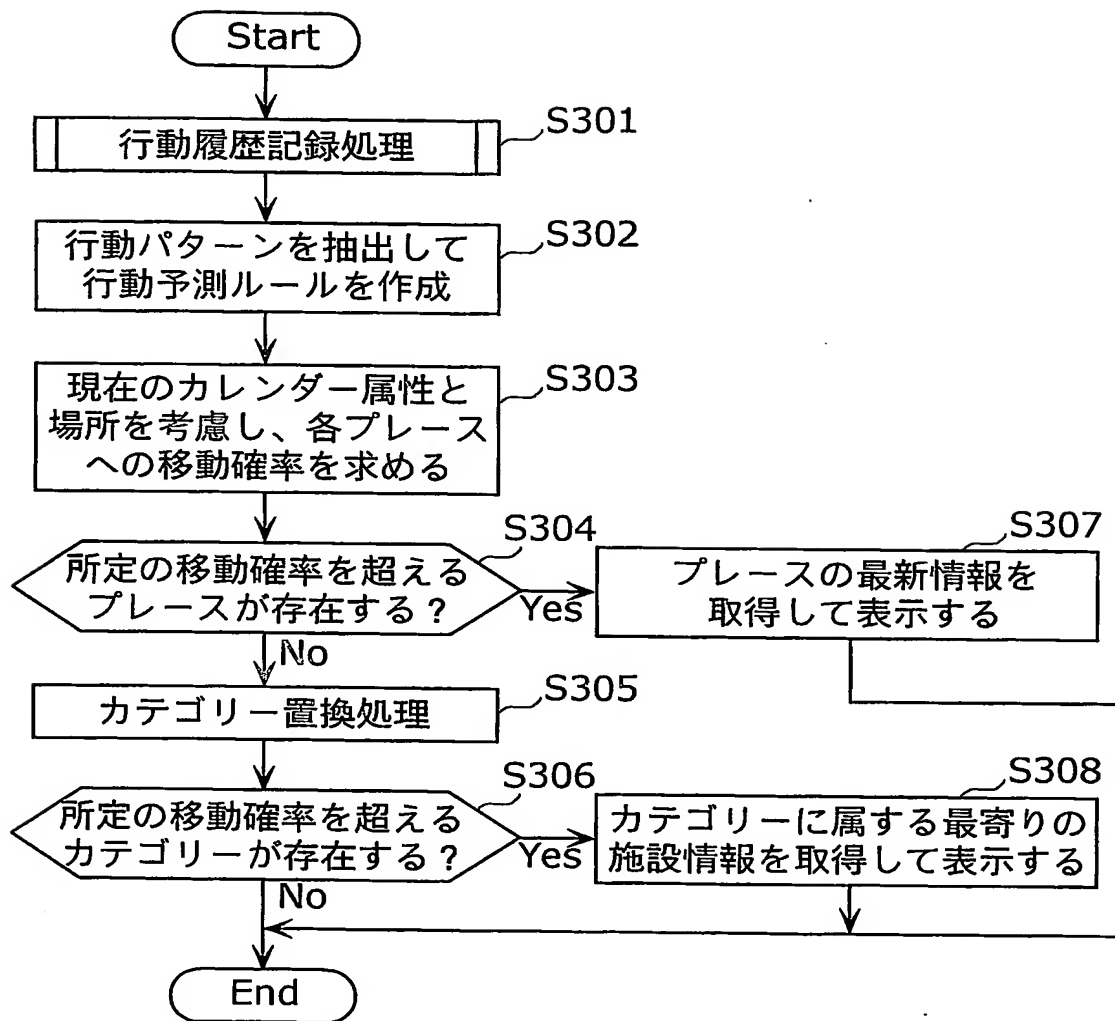 Start
行動履歴記録処理
S301
行動パターンを抽出して
行動予測ルールを作成
S302
現在のカレンダー属性と
場所を考慮し、各プレース
への移動確率を求める
S303
所定の移動確率を超える
プレースが存在する？
S304
Yes
No
プレースの最新情報を
取得して表示する
S307
カテゴリー置換処理
S305
所定の移動確率を超える
カテゴリーが存在する？
S306
Yes
No
カテゴリーに属する最寄りの
施設情報を取得して表示する
S308
End